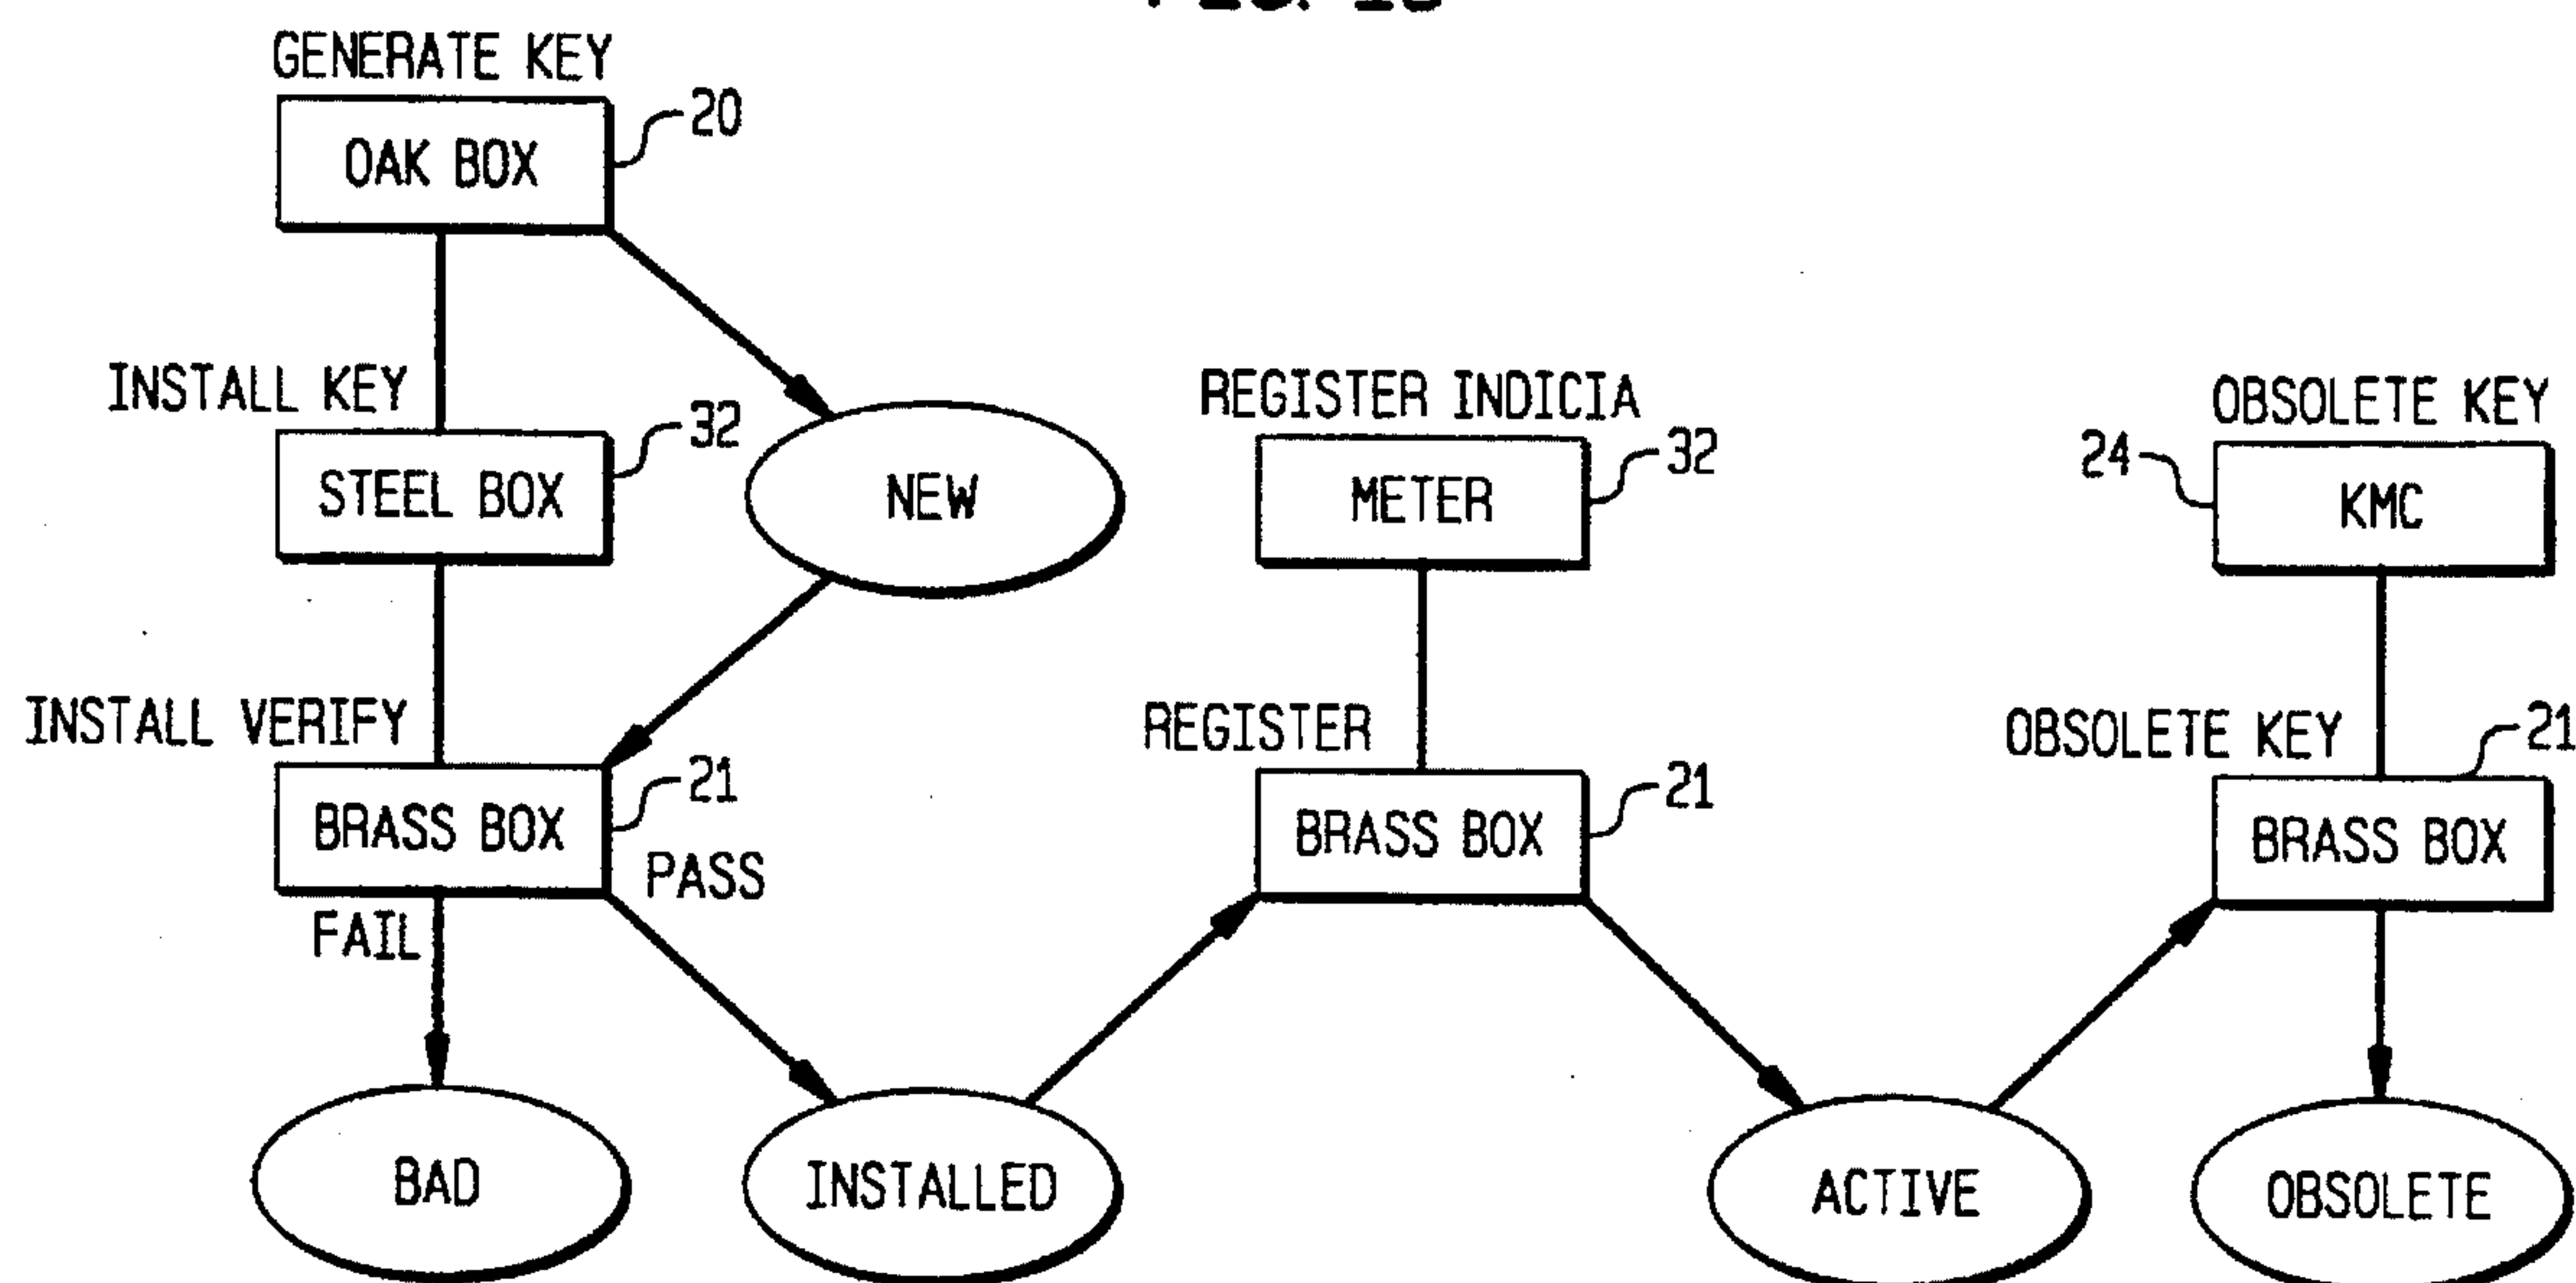 GENERATE KEY
OAK BOX
20
INSTALL KEY
STEEL BOX
32
NEW
INSTALL VERIFY
BRASS BOX
21
PASS
FAIL
BAD
INSTALLED
REGISTER INDICIA
METER
32
REGISTER
BRASS BOX
21
ACTIVE
OBSOLETE KEY
24
KMC
OBSOLETE KEY
21
BRASS BOX
OBSOLETE